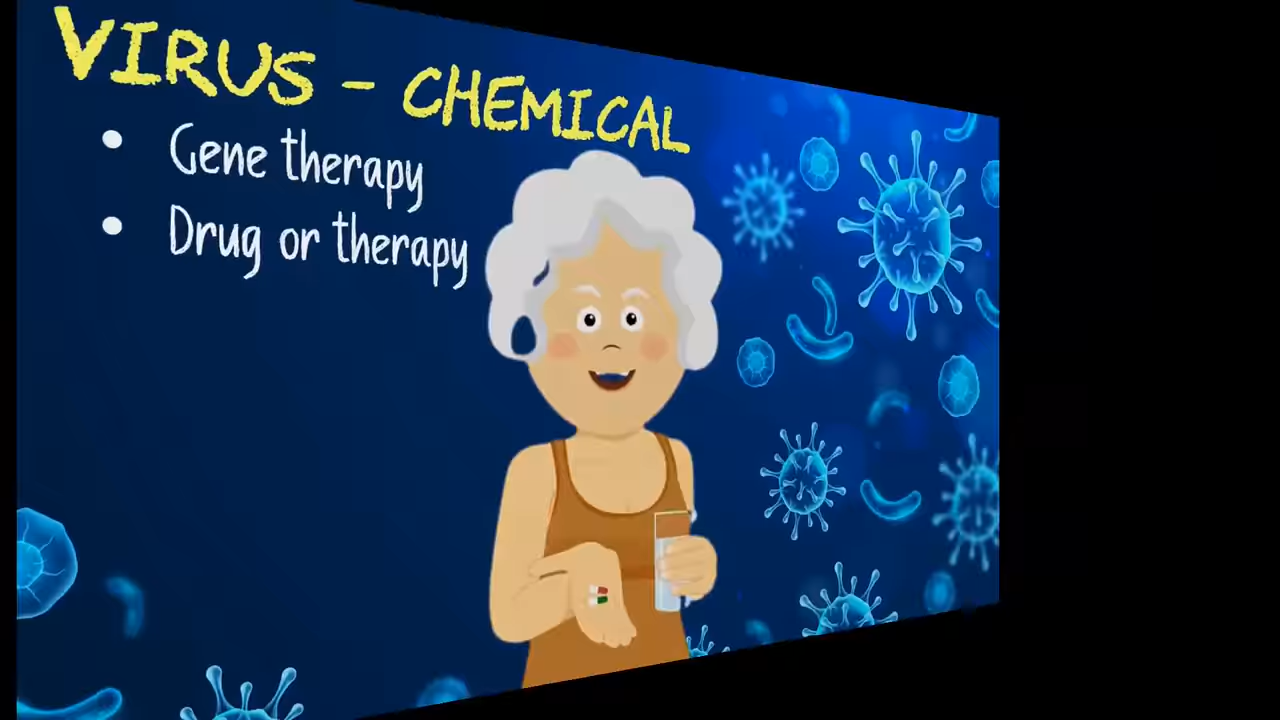 VIRUS - CHEMICAL
• Gene therapy
• Drug or therapy